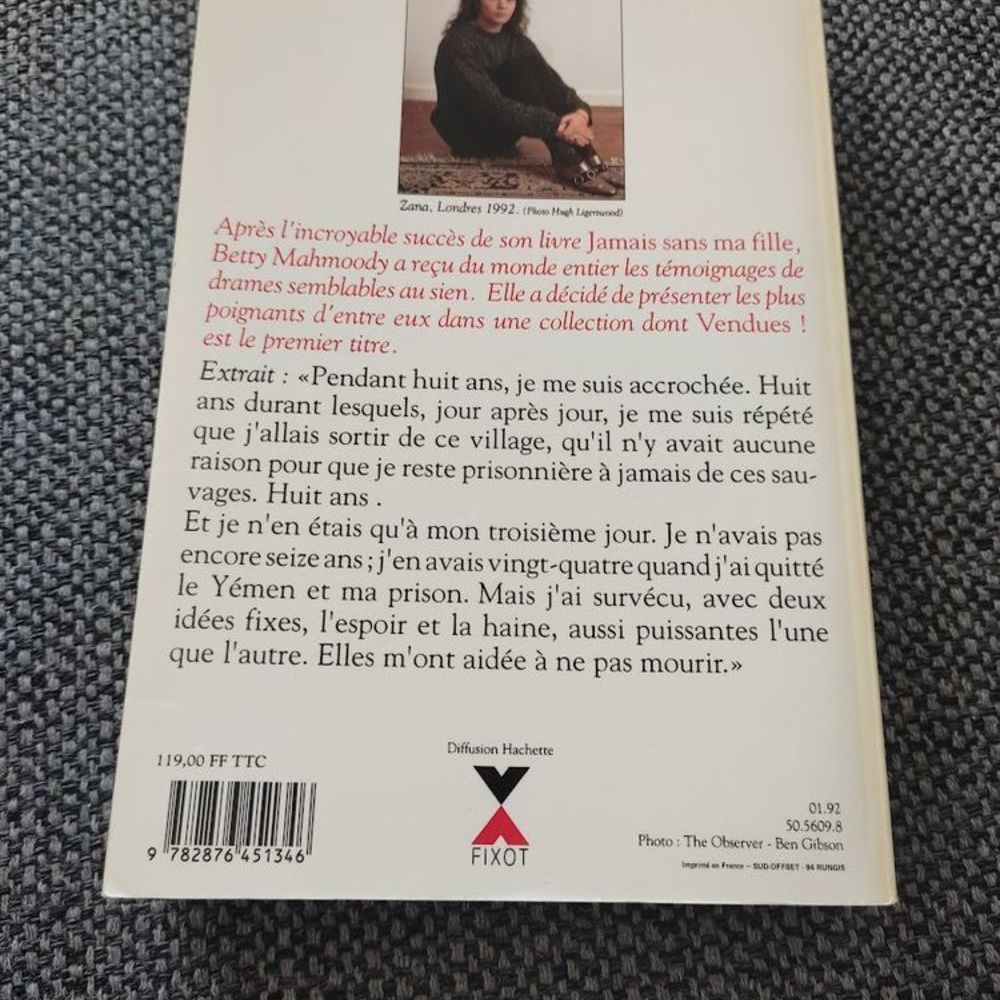 Zana, Londres 1992. (Photo Hugh Ligernwood)
Après l'incroyable succès de son livre Jamais sans ma fille,
Betty Mahmoody a reçu du monde entier les témoignages de
drames semblables au sien. Elle a décidé de présenter les plus
poignants d'entre eux dans une collection dont Vendues !
est le premier titre.
Extrait : «Pendant huit ans, je me suis accrochée. Huit
ans durant lesquels, jour après jour, je me suis répété
que j'allais sortir de ce village, qu'il n'y avait aucune
raison pour que je reste prisonnière à jamais de ces sau-
vages. Huit ans .
Et je n'en étais qu'à mon troisième jour. Je n'avais pas
encore seize ans ; j'en avais vingt-quatre quand j'ai quitté
le Yémen et ma prison. Mais j'ai survécu, avec deux
idées fixes, l'espoir et la haine, aussi puissantes l'une
que l'autre. Elles m'ont aidée à ne pas mourir.»
Diffusion Hachette
119,00 FF TTC
9 782876 451346
FIXOT
01.92
50.5609.8
Photo : The Observer - Ben Gibson
Imprimé en France – SUD-OFFSET - 94 RUNGIS